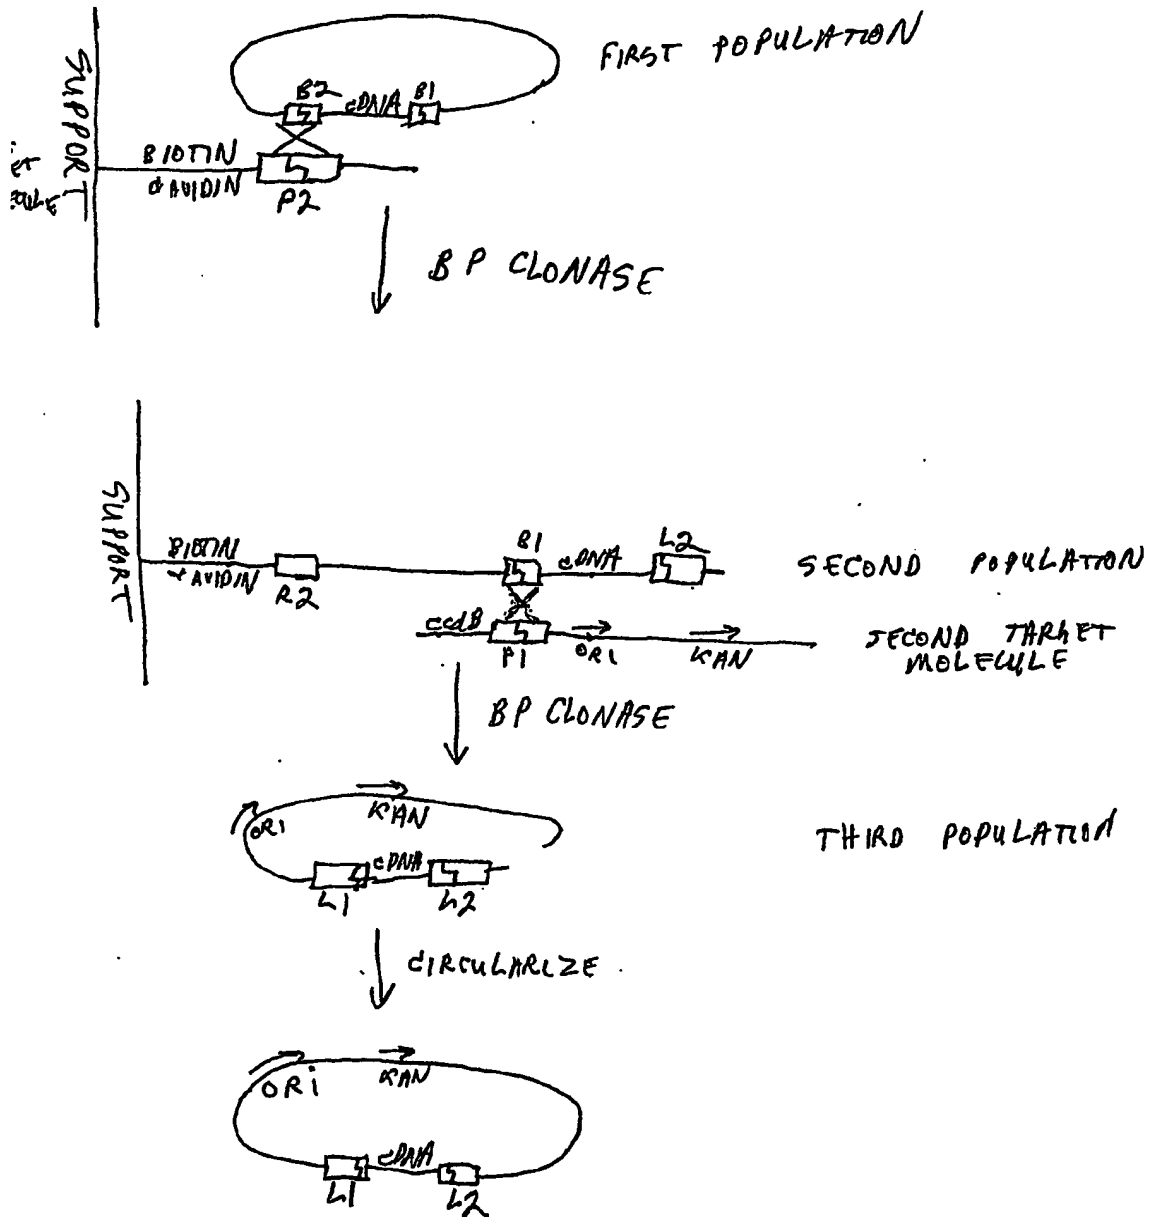 FIRST POPULATION
B2 cDNA B1
SUPPORT
BIOTIN
AVIDIN
P2
BP CLONASE
SUPPORT
BIOTIN
AVIDIN
R2
B1
cDNA
L2
SECOND POPULATION
ccdB
P1
ORI
KAN
SECOND TARGET
MOLECULE
BP CLONASE
KAN
ORI
THIRD POPULATION
cDNA
L1
L2
CIRCULARIZE
ORi
KAN
cDNA
L1
L2